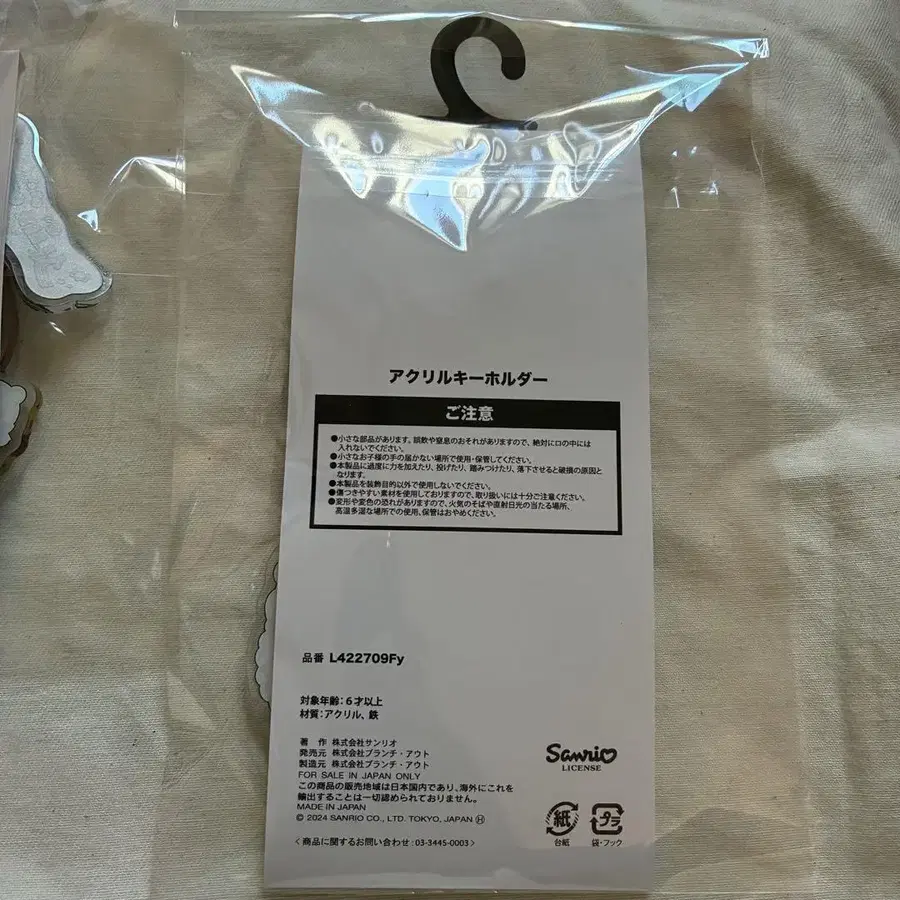 アクリルキーホルダー
ご注意
●小さな部品があります。誤飲や窒息のおそれがありますので、絶対に口の中には
入れないでください。
●小さなお子様の手の届かない場所で使用・保管してください。
●本製品に過度に力を加えたり、投げたり、踏みつけたり、落下させると破損の原因と
なります。
●本製品を装飾目的以外で使用しないでください。
●傷つきやすい素材を使用しておりますので、取り扱いには十分ご注意ください。
●変形や変色の恐れがありますので、火気のそばや直射日光の当たる場所、
高温多湿な場所での使用、保管はおやめください。
品番 L422709Fy
対象年齢:6才以上
材質:アクリル、鉄
著 作 株式会社サンリオ
発売元 株式会社ブランチ・アウト
製造元 株式会社ブランチ・アウト
FOR SALE IN JAPAN ONLY
この商品の販売地域は日本国内であり、海外にこれを
輸出することは一切認められておりません。
MADE IN JAPAN
© 2024 SANRIO CO., LTD. TOKYO, JAPAN Ⓗ
<商品に関するお問い合わせ:03-3445-0003>
Sanrio
LICENSE
紙 プラ
台紙 袋・フック